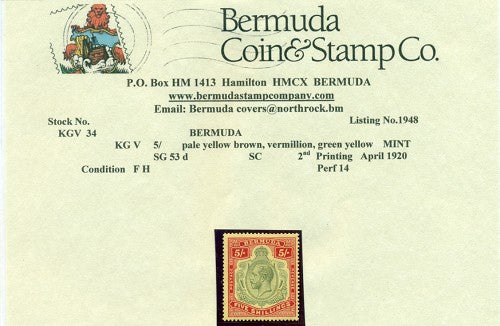 Bermuda
Coin&Stamp Co.
P.O. Box HM 1413 Hamilton HMCX BERMUDA
www.bermudastampcompany.com
Email: Bermuda covers@northrock.bm
Stock No. Listing No.1948
KGV 34 BERMUDA
KG V 5/ pale yellow brown, vermillion, green yellow MINT
SG 53 d SC 2nd Printing April 1920
Condition F H Perf 14
BERMUDA
5/- 5/-
POSTAGE REVENUE
FIVE SHILLINGS